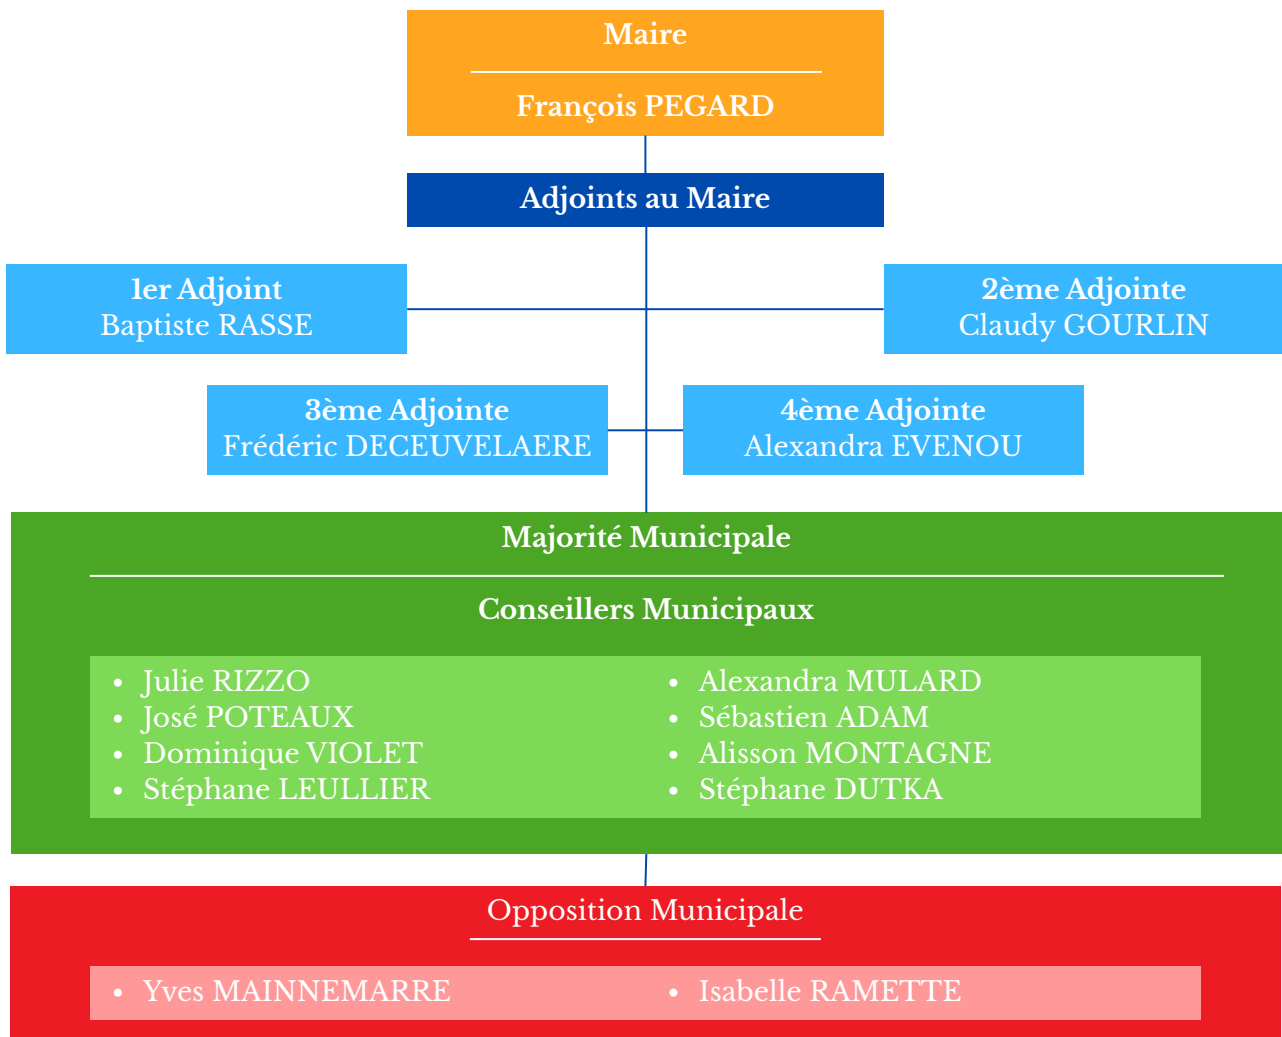 Maire
François PEGARD
Adjoints au Maire
1er Adjoint
Baptiste RASSE
2ème Adjointe
Claudy GOURLIN
3ème Adjointe
Frédéric DECEUVELAERE
4ème Adjointe
Alexandra EVENOU
Majorité Municipale
Conseillers Municipaux
• Julie RIZZO
• José POTEAUX
• Dominique VIOLET
• Stéphane LEULLIER
• Alexandra MULARD
• Sébastien ADAM
• Alisson MONTAGNE
• Stéphane DUTKA
Opposition Municipale
• Yves MAINNEMARRE
• Isabelle RAMETTE